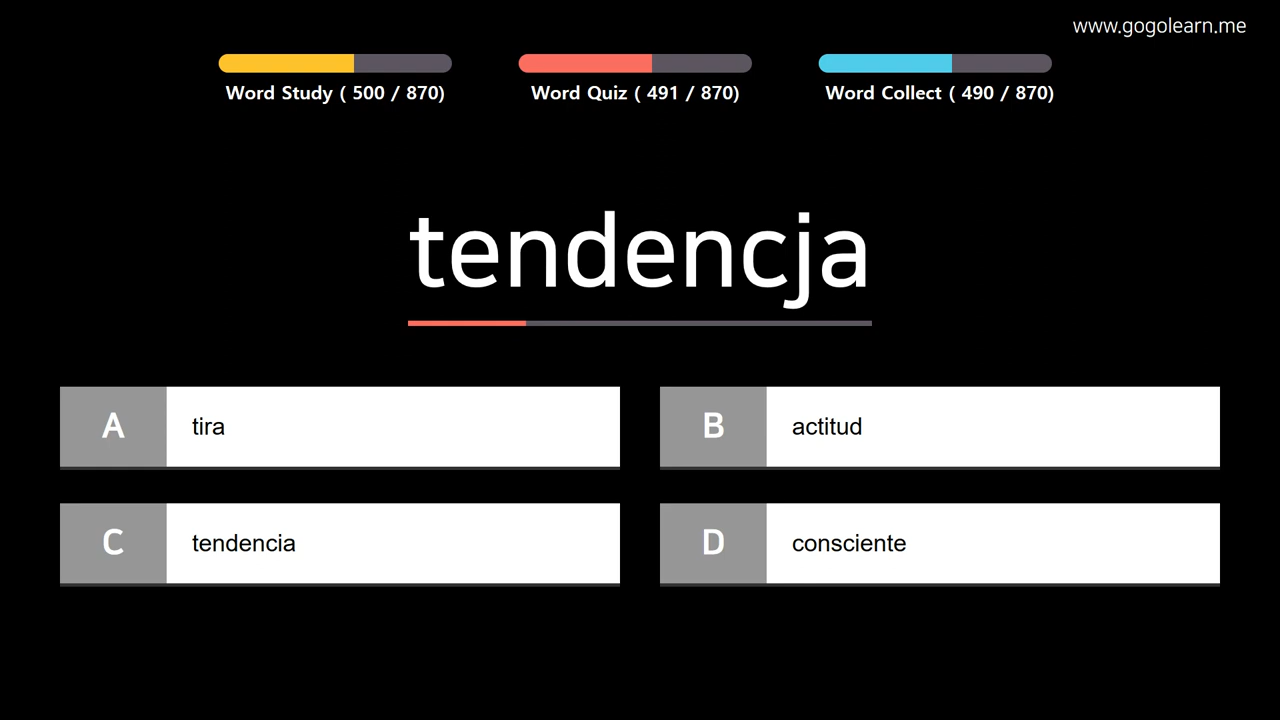 www.gogolearn.me
Word Study ( 500 / 870)
Word Quiz ( 491 / 870)
Word Collect ( 490 / 870)
tendencja
A
tira
B
actitud
C
tendencia
D
consciente